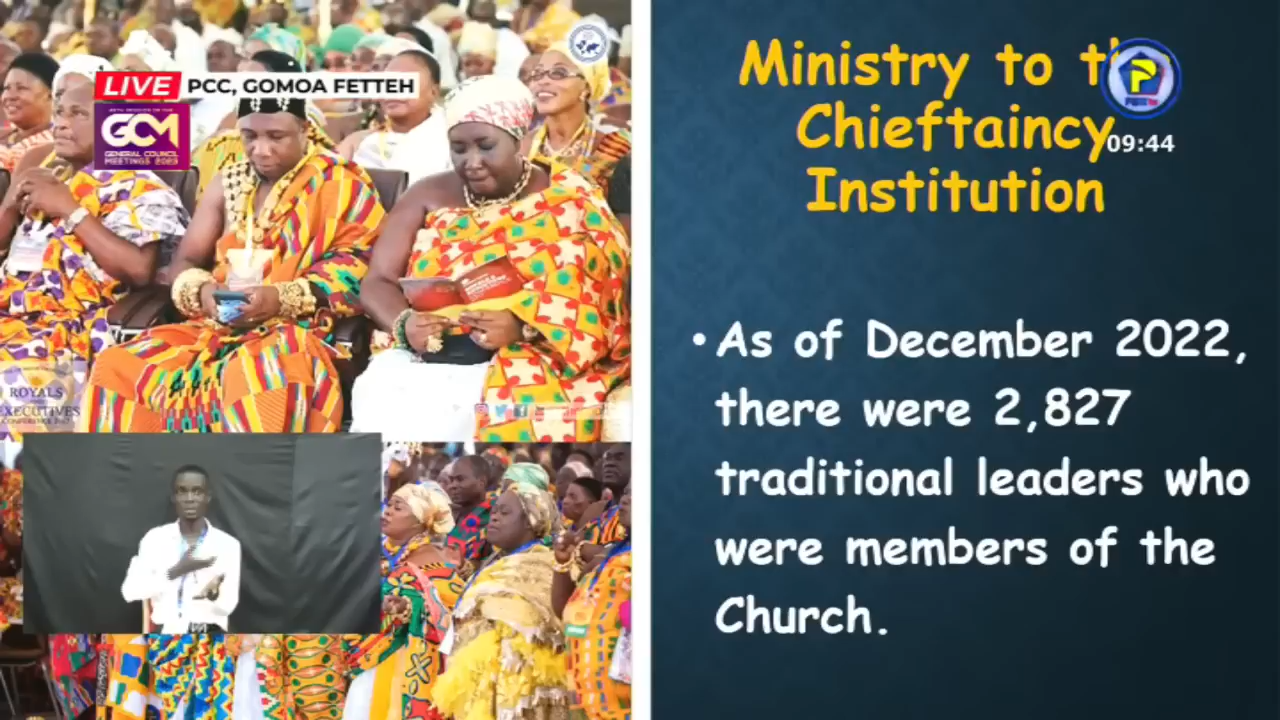 LIVE PCC, GOMOA FETTEH
GCM
GENERAL COUNCIL
MEETINGS 2023
ROYALS
EXECUTIVES
Ministry to the
Chieftaincy
Institution
09:44
• As of December 2022,
there were 2,827
traditional leaders who
were members of the
Church.